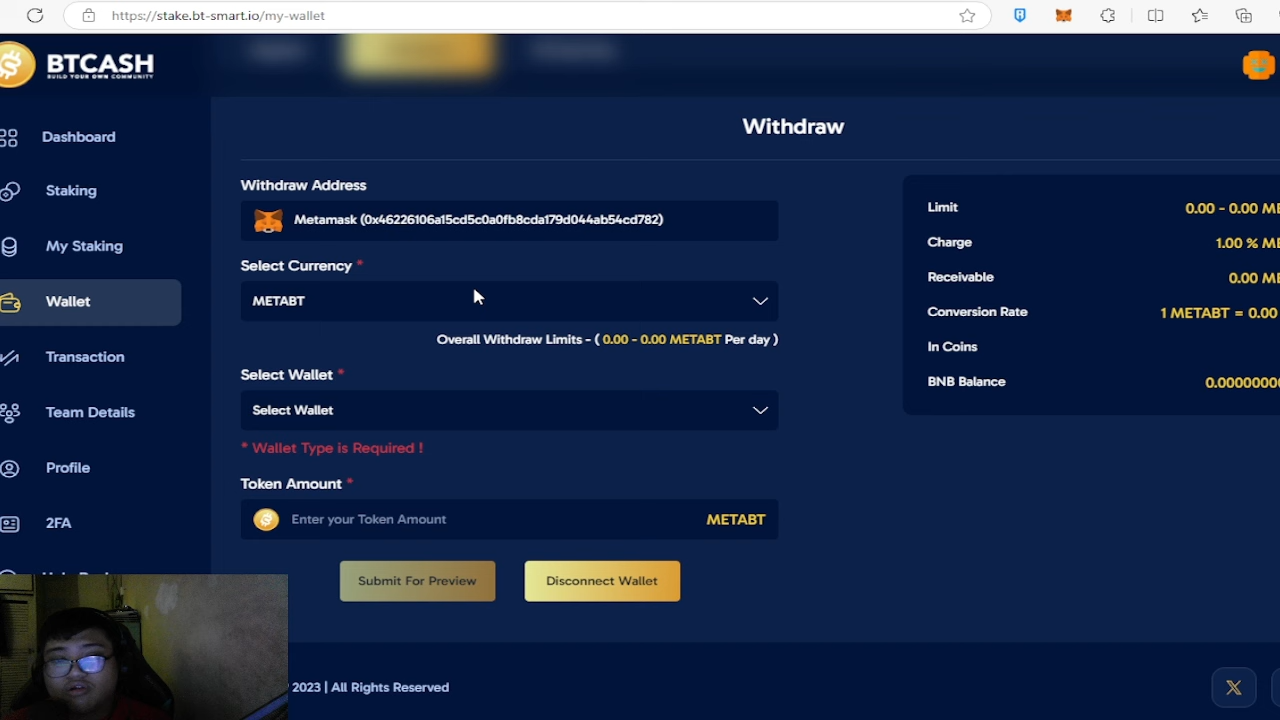 https://stake.bt-smart.io/my-wallet
BTCASH
BUILD YOUR OWN COMMUNITY
Dashboard
Staking
My Staking
Wallet
Transaction
Team Details
Profile
2FA
Withdraw
Withdraw Address
Metamask (0x46226106a15cd5c0a0fb8cda179d044ab54cd782)
Select Currency *
METABT
Overall Withdraw Limits - ( 0.00 - 0.00 METABT Per day )
Select Wallet *
Select Wallet
* Wallet Type is Required !
Token Amount *
Enter your Token Amount METABT
Submit For Preview Disconnect Wallet
Limit 0.00 - 0.00 ME
Charge 1.00 % ME
Receivable 0.00 ME
Conversion Rate 1 METABT = 0.00
In Coins
BNB Balance 0.00000000
2023 | All Rights Reserved